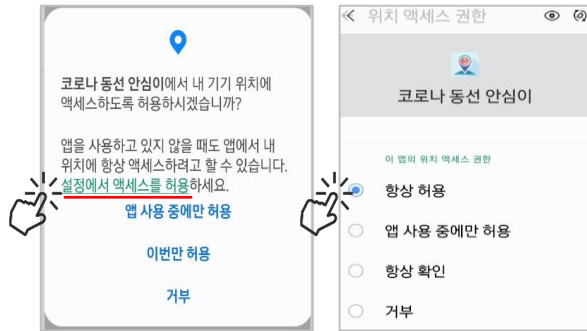 코로나 동선 안심이에서 내 기기 위치에
액세스하도록 허용하시겠습니까?
앱을 사용하고 있지 않을 때도 앱에서 내
위치에 항상 액세스하려고 할 수 있습니다.
설정에서 액세스를 허용하세요.
앱 사용 중에만 허용
이번만 허용
거부
위치 액세스 권한
코로나 동선 안심이
이 앱의 위치 액세스 권한
항상 허용
앱 사용 중에만 허용
항상 확인
거부